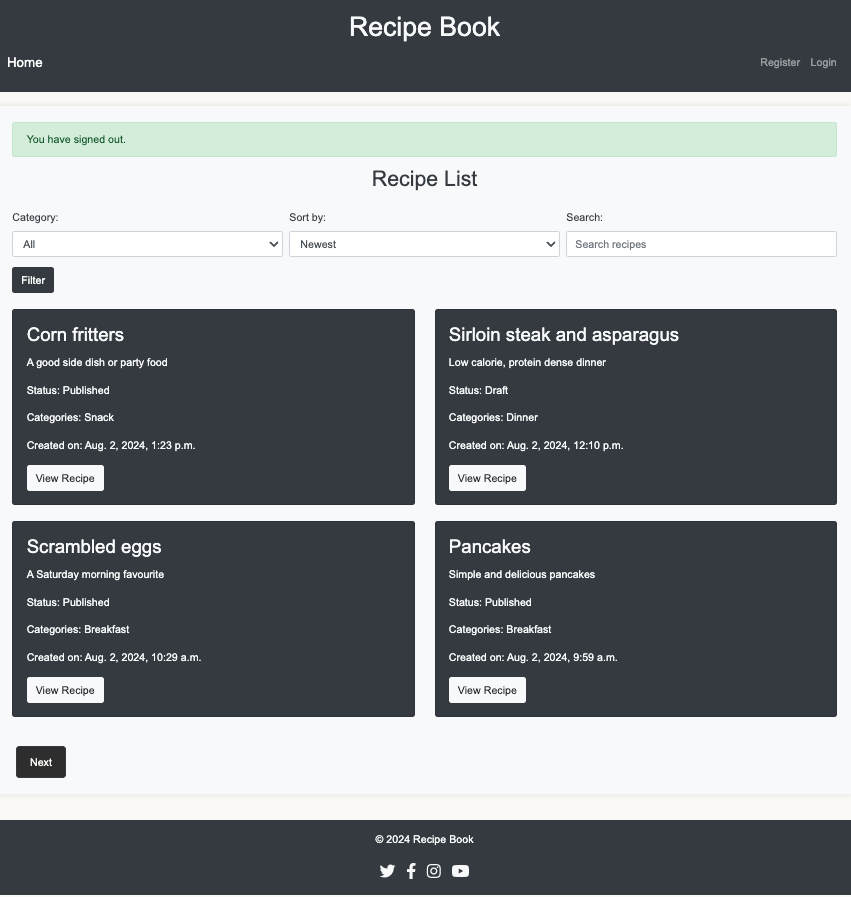 Recipe Book
Home
Register Login
You have signed out.
Recipe List
Category:
All
Sort by:
Newest
Search:
Search recipes
Filter
Corn fritters
A good side dish or party food
Status: Published
Categories: Snack
Created on: Aug. 2, 2024, 1:23 p.m.
View Recipe
Sirloin steak and asparagus
Low calorie, protein dense dinner
Status: Draft
Categories: Dinner
Created on: Aug. 2, 2024, 12:10 p.m.
View Recipe
Scrambled eggs
A Saturday morning favourite
Status: Published
Categories: Breakfast
Created on: Aug. 2, 2024, 10:29 a.m.
View Recipe
Pancakes
Simple and delicious pancakes
Status: Published
Categories: Breakfast
Created on: Aug. 2, 2024, 9:59 a.m.
View Recipe
Next
© 2024 Recipe Book